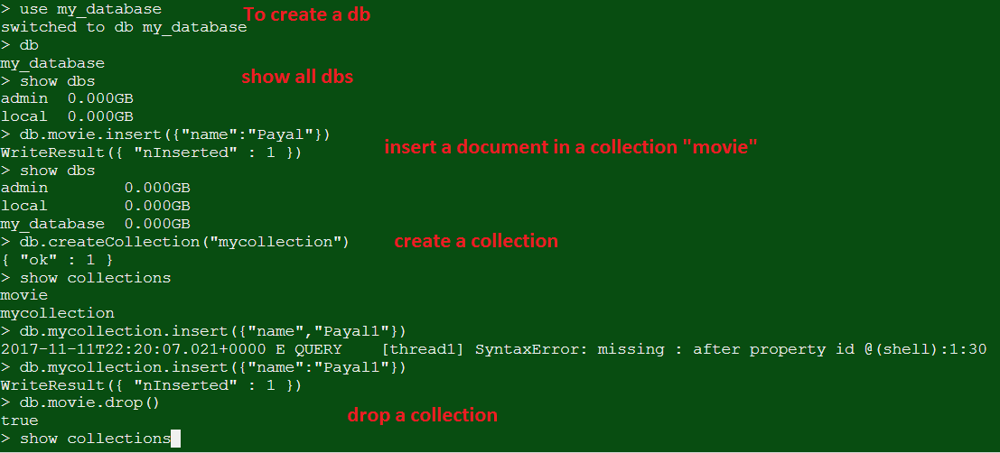 > use my_database
To create a db
switched to db my_database
> db
my_database
> show dbs
show all dbs
admin  0.000GB
local  0.000GB
> db.movie.insert({"name":"Payal"})
insert a document in a collection "movie"
WriteResult({ "nInserted" : 1 })
> show dbs
admin        0.000GB
local        0.000GB
my_database  0.000GB
> db.createCollection("mycollection")
create a collection
{ "ok" : 1 }
> show collections
movie
mycollection
> db.mycollection.insert({"name","Payal1"})
2017-11-11T22:20:07.021+0000 E QUERY    [thread1] SyntaxError: missing : after property id @(shell):1:30
> db.mycollection.insert({"name":"Payal1"})
WriteResult({ "nInserted" : 1 })
> db.movie.drop()
drop a collection
true
> show collections